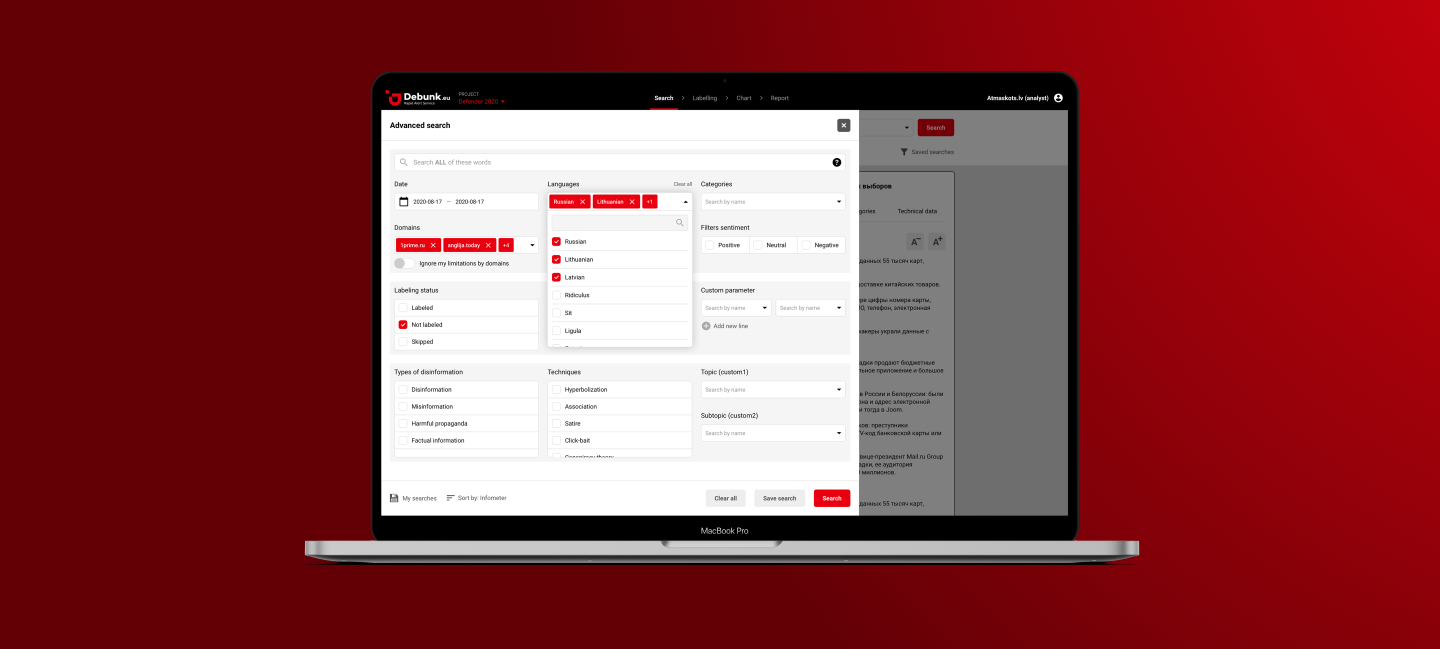 Debunk.eu
Rapid Alert Service
PROJECT
Defender 2020
Search
Labelling
Chart
Report
Atmaskots.lv (analyst)
Advanced search
Search
Saved searches
Search ALL of these words
Date
2020-08-17 – 2020-08-17
Languages
Clear all
Russian
Lithuanian
+1
Russian
Lithuanian
Latvian
Ridiculus
Sit
Ligula
Categories
Search by name
Domains
1prime.ru
anglija.today
+4
Ignore my limitations by domains
Filters sentiment
Positive
Neutral
Negative
Labeling status
Labeled
Not labeled
Skipped
Custom parameter
Search by name
Search by name
Add new line
Types of disinformation
Disinformation
Misinformation
Harmful propaganda
Factual information
Techniques
Hyperbolization
Association
Satire
Click-bait
Conspiracy theory
Topic (custom1)
Search by name
Subtopic (custom2)
Search by name
My searches
Sort by: Infometer
Clear all
Save search
Search
выборов
Technical data
A−
A+
данных 55 тысяч карт,
доставке китайских товаров.
ре цифры номера карты,
О, телефон, электронная
хакеры украли данные с
адки продают бюджетные
льное приложение и большое
в России и Белоруссии: были
она и адрес электронной
и тогда в Joom.
ков: преступники
V-код банковской карты или
вице-президент Mail.ru Group
адки, ее аудитория
миллионов.
данных 55 тысяч карт,
MacBook Pro